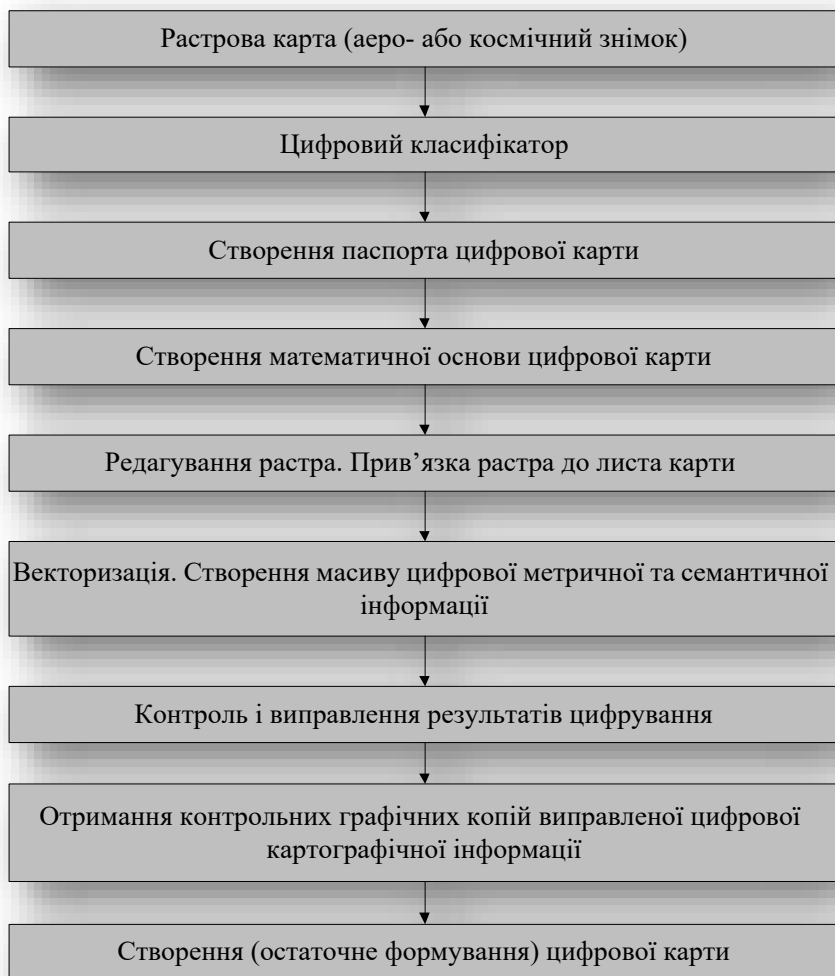 Растрова карта (аеро- або космічний знімок)
Цифровий класифікатор
Створення паспорта цифрової карти
Створення математичної основи цифрової карти
Редагування растра. Прив’язка растра до листа карти
Векторизація. Створення масиву цифрової метричної та семантичної
інформації
Контроль і виправлення результатів цифрування
Отримання контрольних графічних копій виправленої цифрової
картографічної інформації
Створення (остаточне формування) цифрової карти